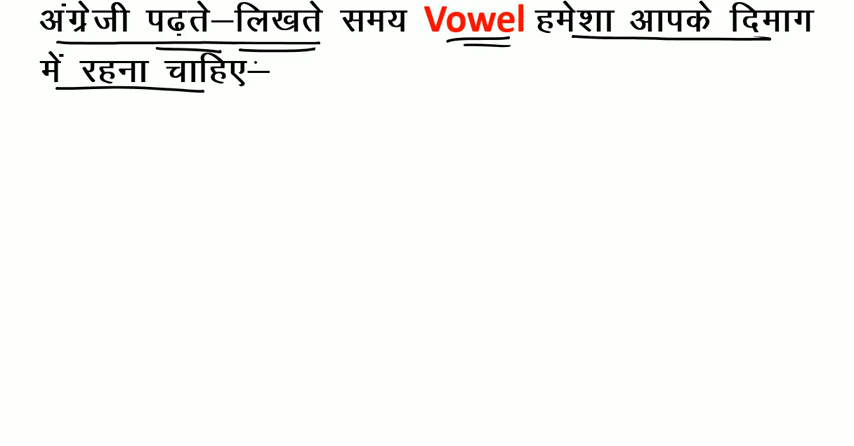 अंग्रेजी पढ़ते–लिखते समय Vowel हमेशा आपके दिमाग
में रहना चाहिए–